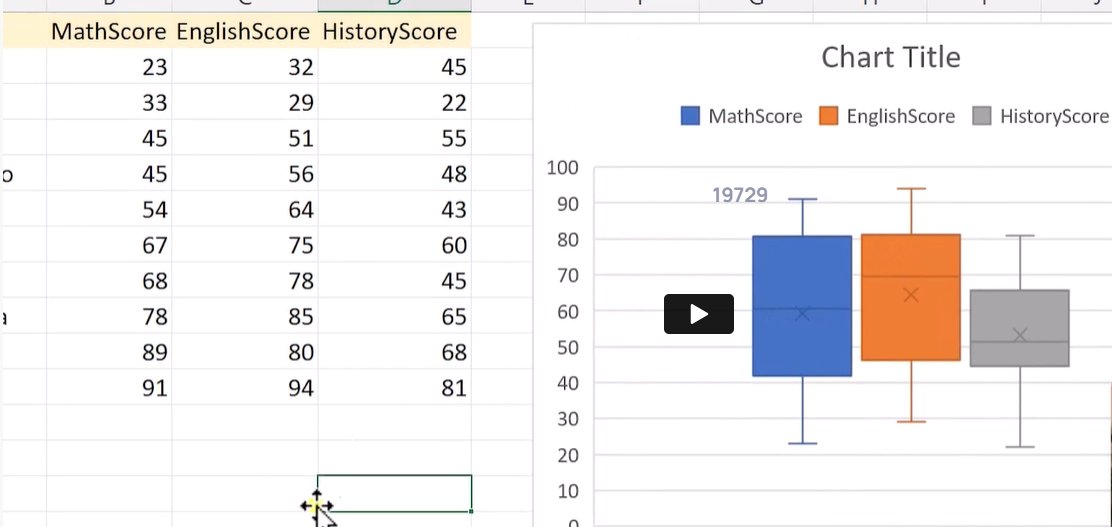 MathScore EnglishScore HistoryScore
23 32 45
33 29 22
45 51 55
o 45 56 48
54 64 43
67 75 60
68 78 45
a 78 85 65
89 80 68
91 94 81
Chart Title
MathScore EnglishScore HistoryScore
100
19729
90
80
70
60
50
40
30
20
10
0